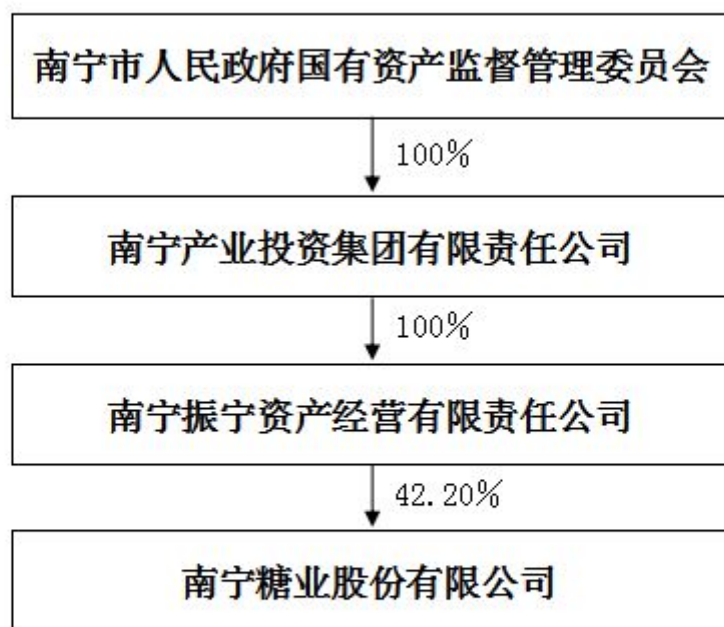 南宁市人民政府国有资产监督管理委员会
100%
南宁产业投资集团有限责任公司
100%
南宁振宁资产经营有限责任公司
42.20%
南宁糖业股份有限公司